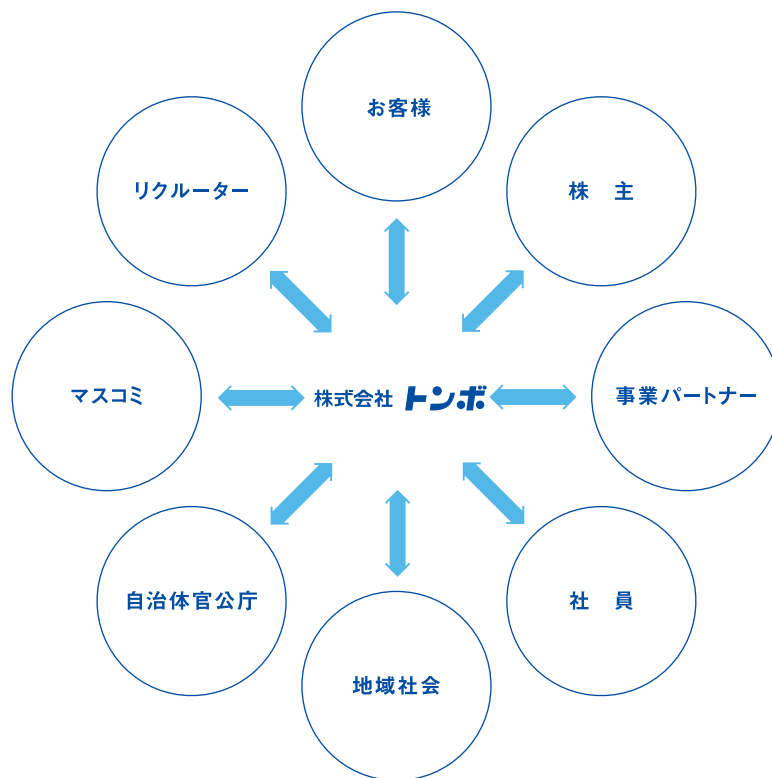 お客様
リクルーター
株　主
マスコミ
株式会社 トンボ
事業パートナー
自治体官公庁
社　員
地域社会